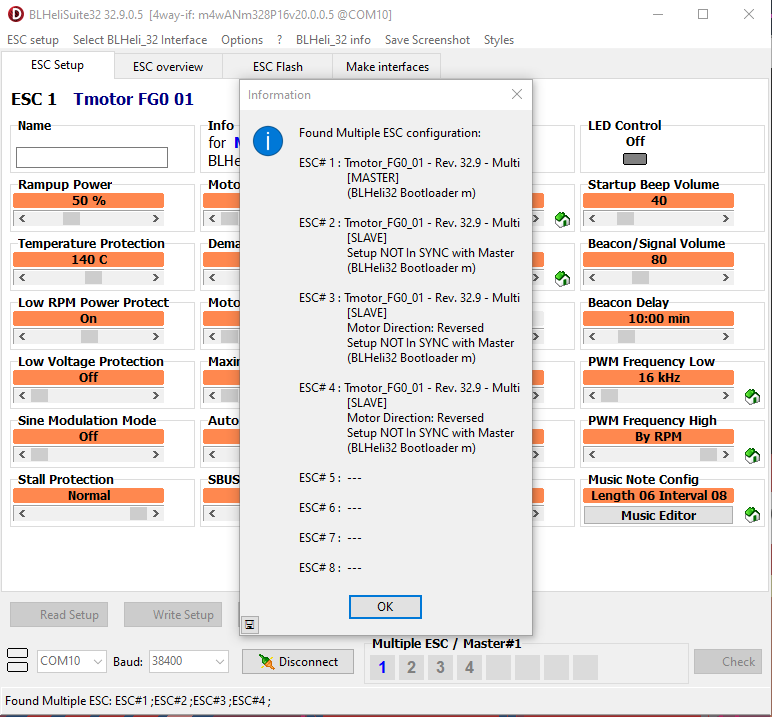 BLHeliSuite32 32.9.0.5 [4way-if: m4wANm328P16v20.0.0.5 @COM10]
ESC setup Select BLHeli_32 Interface Options ? BLHeli_32 info Save Screenshot Styles
ESC Setup ESC overview ESC Flash Make interfaces
ESC 1 Tmotor FG0 01
Name
Info
for
BLHe
LED Control
Off
Rampup Power
50 %
Moto
Startup Beep Volume
40
Temperature Protection
140 C
Dema
Beacon/Signal Volume
80
Low RPM Power Protect
On
Moto
Beacon Delay
10:00 min
Low Voltage Protection
Off
Maxi
PWM Frequency Low
16 kHz
Sine Modulation Mode
Off
Auto
PWM Frequency High
By RPM
Stall Protection
Normal
SBUS
Music Note Config
Length 06 Interval 08
Music Editor
Information
Found Multiple ESC configuration:
ESC# 1 : Tmotor_FG0_01 - Rev. 32.9 - Multi
[MASTER]
(BLHeli32 Bootloader m)
ESC# 2 : Tmotor_FG0_01 - Rev. 32.9 - Multi
[SLAVE]
Setup NOT In SYNC with Master
(BLHeli32 Bootloader m)
ESC# 3 : Tmotor_FG0_01 - Rev. 32.9 - Multi
[SLAVE]
Motor Direction: Reversed
Setup NOT In SYNC with Master
(BLHeli32 Bootloader m)
ESC# 4 : Tmotor_FG0_01 - Rev. 32.9 - Multi
[SLAVE]
Motor Direction: Reversed
Setup NOT In SYNC with Master
(BLHeli32 Bootloader m)
ESC# 5 : ---
ESC# 6 : ---
ESC# 7 : ---
ESC# 8 : ---
OK
Read Setup Write Setup
COM10 Baud: 38400 Disconnect
Multiple ESC / Master#1
1 2 3 4
Check
Found Multiple ESC: ESC#1 ;ESC#2 ;ESC#3 ;ESC#4 ;